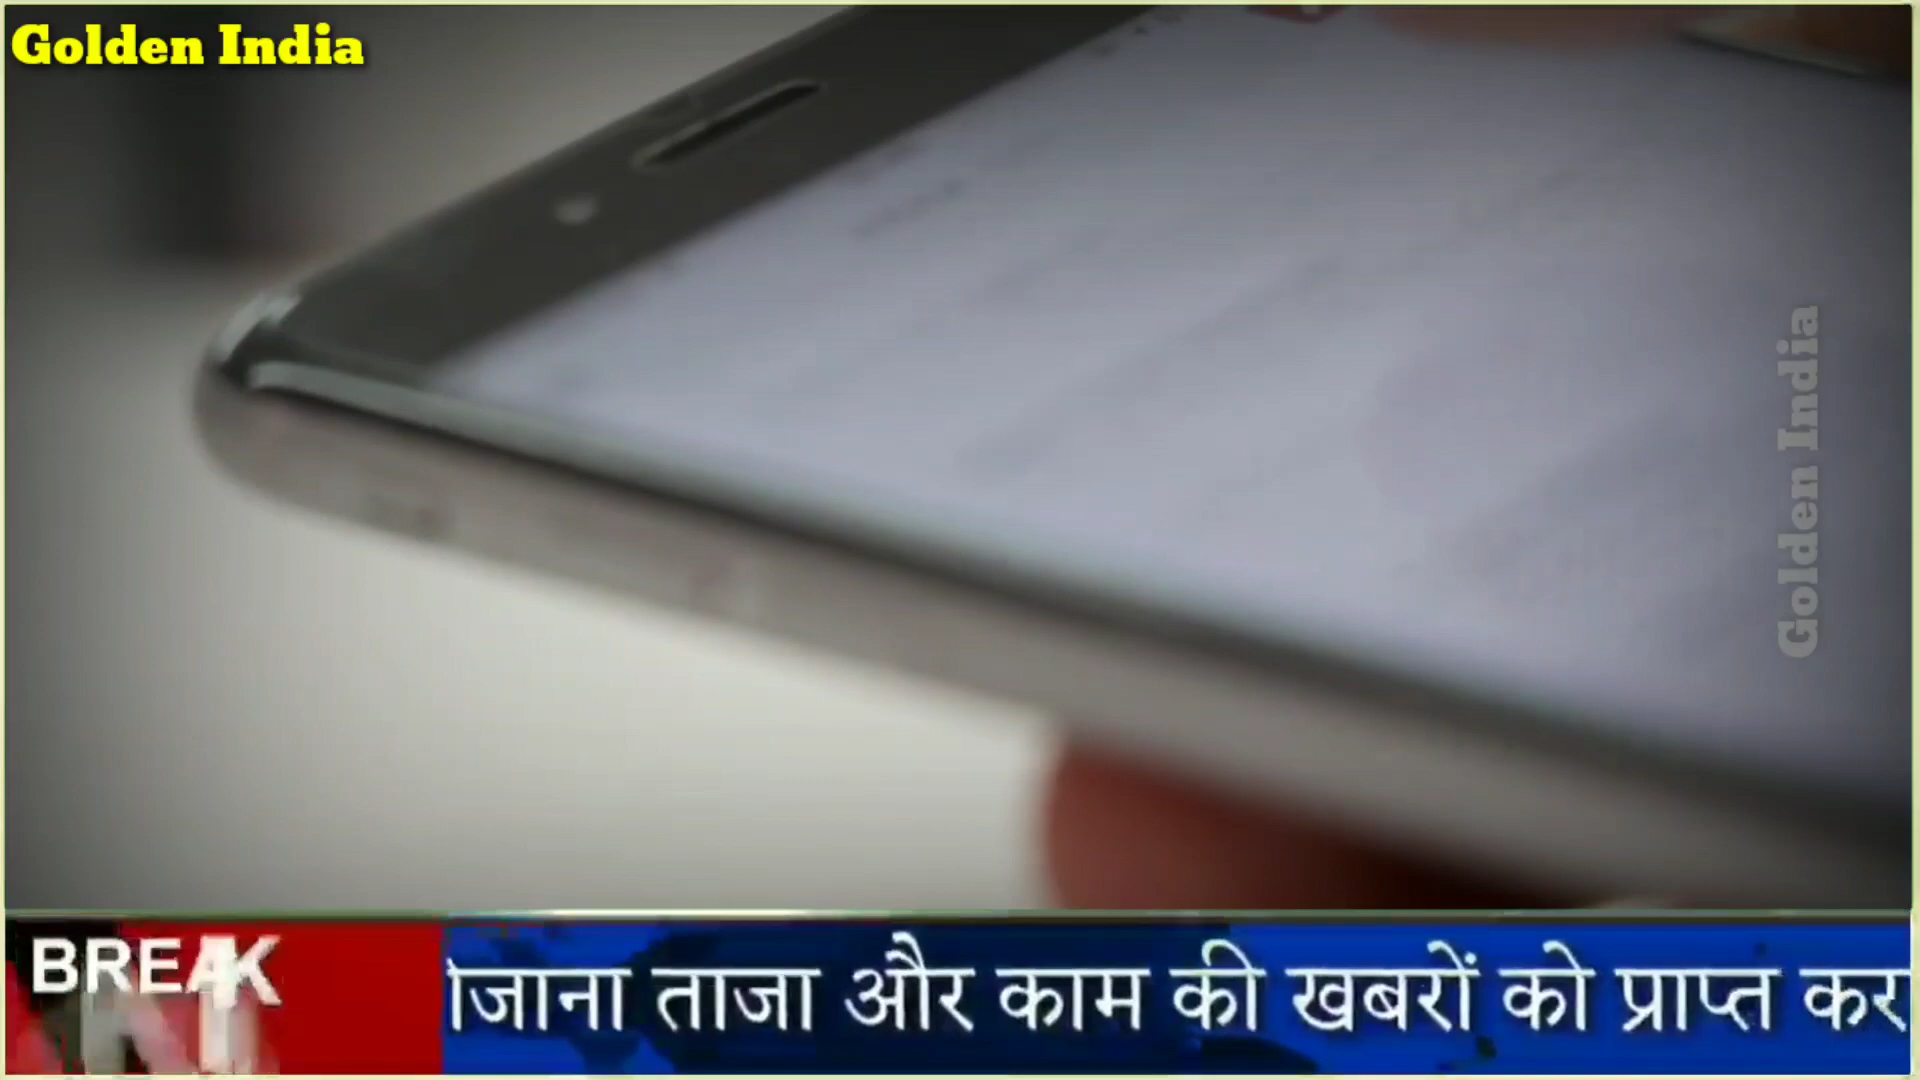 Golden India
Golden India
BREAK
ोजाना ताजा और काम की खबरों को प्राप्त कर